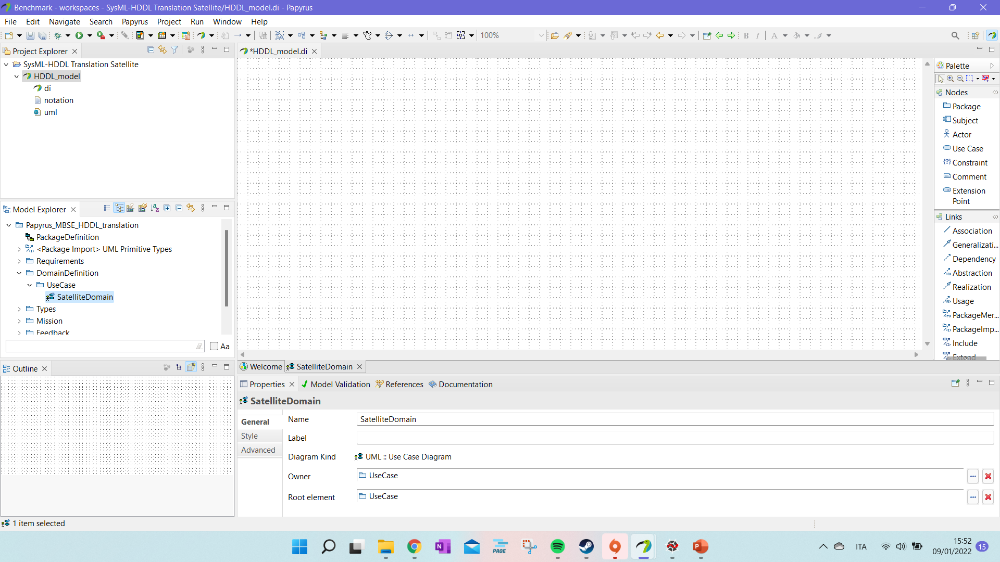 Benchmark - workspaces - SysML-HDDL Translation Satellite/HDDL_model.di - Papyrus
File Edit Navigate Search Papyrus Project Run Window Help
100%
Project Explorer
SysML-HDDL Translation Satellite
HDDL_model
di
notation
uml
*HDDL_model.di
Palette
Nodes
Package
Subject
Actor
Use Case
Constraint
Comment
Extension
Point
Links
Association
Generalizati...
Dependency
Abstraction
Realization
Usage
PackageMer...
PackageImp...
Include
Extend
Model Explorer
Papyrus_MBSE_HDDL_translation
PackageDefinition
<Package Import> UML Primitive Types
Requirements
DomainDefinition
UseCase
SatelliteDomain
Types
Mission
Feedback
Aa
Outline
Welcome SatelliteDomain
Properties Model Validation References Documentation
SatelliteDomain
General
Style
Advanced
Name SatelliteDomain
Label
Diagram Kind UML :: Use Case Diagram
Owner UseCase
Root element UseCase
1 item selected
PAGE
ITA
15:52
09/01/2022
15